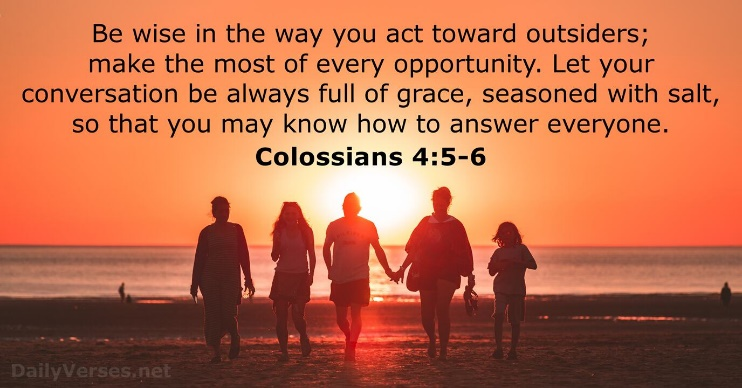 Be wise in the way you act toward outsiders;
make the most of every opportunity. Let your
conversation be always full of grace, seasoned with salt,
so that you may know how to answer everyone.
Colossians 4:5-6
DailyVerses.net